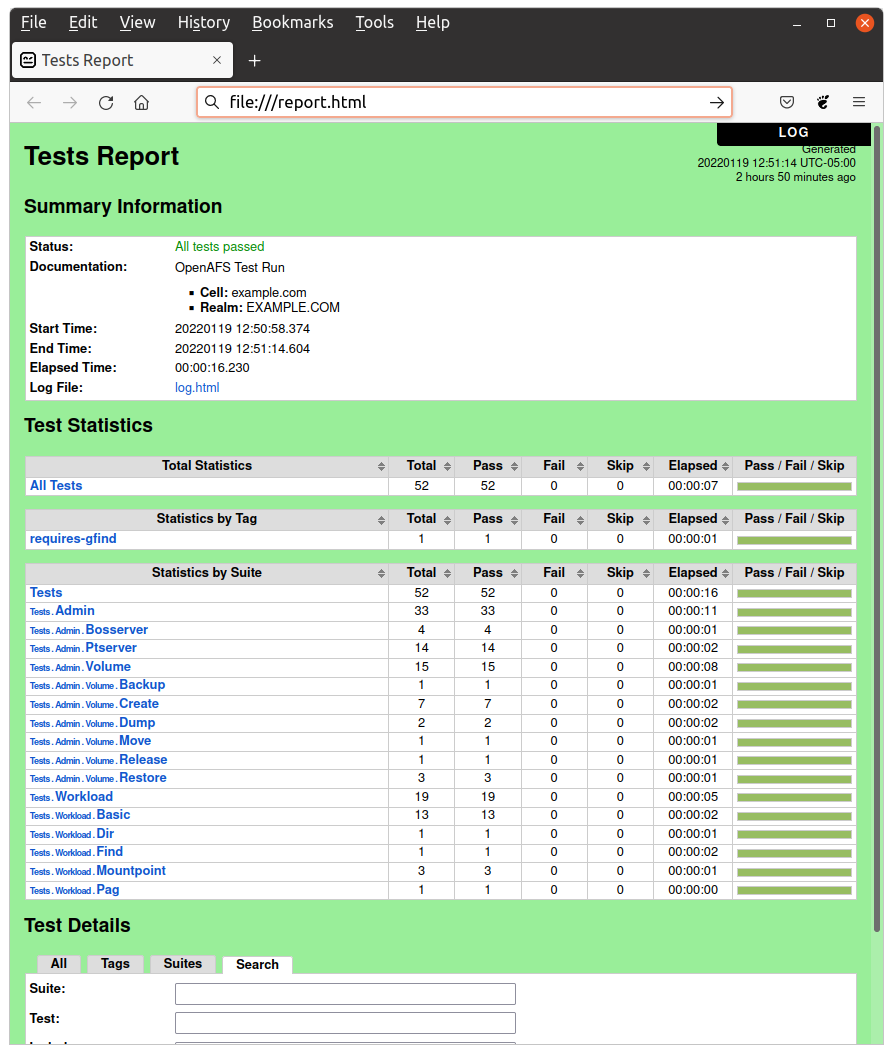 File Edit View History Bookmarks Tools Help
Tests Report
file:///report.html
LOG
Tests Report
Generated
20220119 12:51:14 UTC-05:00
2 hours 50 minutes ago
Summary Information
Status: All tests passed
Documentation: OpenAFS Test Run
Cell: example.com
Realm: EXAMPLE.COM
Start Time: 20220119 12:50:58.374
End Time: 20220119 12:51:14.604
Elapsed Time: 00:00:16.230
Log File: log.html
Test Statistics
Total Statistics Total Pass Fail Skip Elapsed Pass / Fail / Skip
All Tests 52 52 0 0 00:00:07
Statistics by Tag Total Pass Fail Skip Elapsed Pass / Fail / Skip
requires-gfind 1 1 0 0 00:00:01
Statistics by Suite Total Pass Fail Skip Elapsed Pass / Fail / Skip
Tests 52 52 0 0 00:00:16
Tests . Admin 33 33 0 0 00:00:11
Tests . Admin . Bosserver 4 4 0 0 00:00:01
Tests . Admin . Ptserver 14 14 0 0 00:00:02
Tests . Admin . Volume 15 15 0 0 00:00:08
Tests . Admin . Volume . Backup 1 1 0 0 00:00:01
Tests . Admin . Volume . Create 7 7 0 0 00:00:02
Tests . Admin . Volume . Dump 2 2 0 0 00:00:02
Tests . Admin . Volume . Move 1 1 0 0 00:00:01
Tests . Admin . Volume . Release 1 1 0 0 00:00:01
Tests . Admin . Volume . Restore 3 3 0 0 00:00:01
Tests . Workload 19 19 0 0 00:00:05
Tests . Workload . Basic 13 13 0 0 00:00:02
Tests . Workload . Dir 1 1 0 0 00:00:01
Tests . Workload . Find 1 1 0 0 00:00:02
Tests . Workload . Mountpoint 3 3 0 0 00:00:01
Tests . Workload . Pag 1 1 0 0 00:00:00
Test Details
All Tags Suites Search
Suite:
Test: